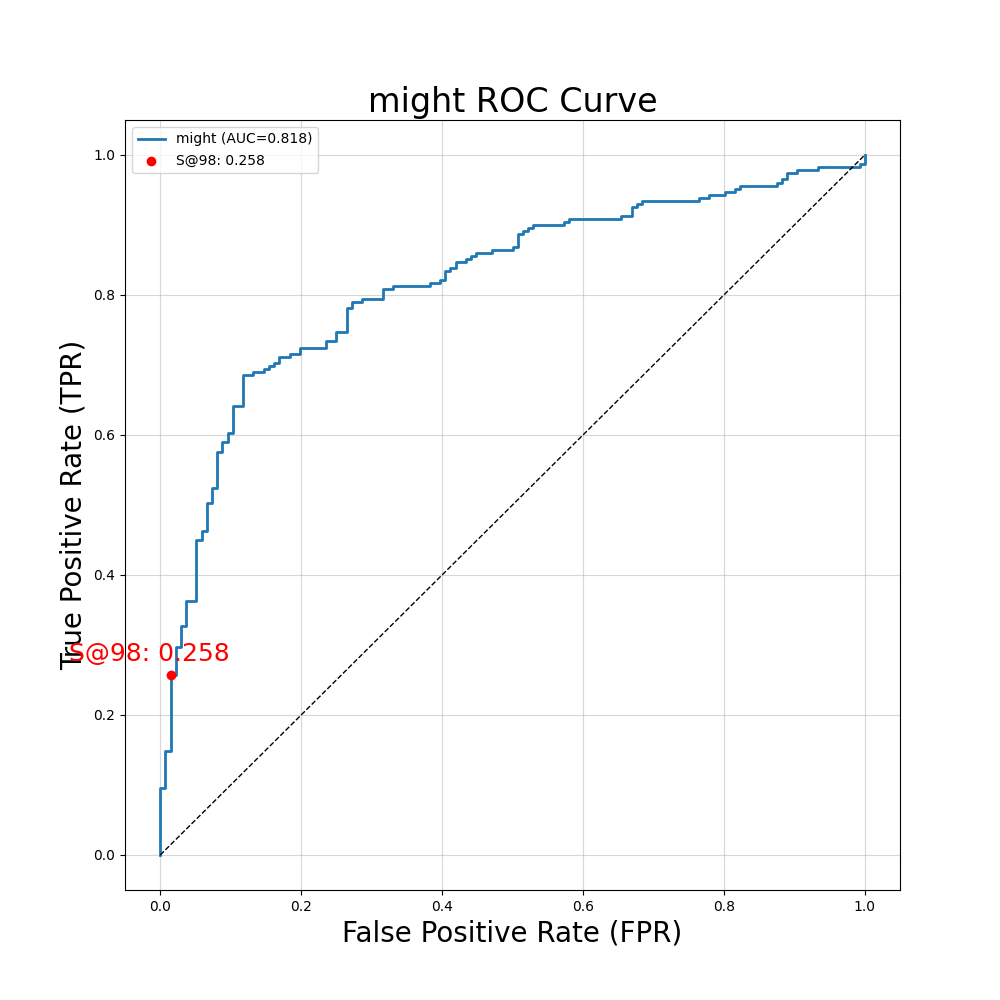 might ROC Curve
might (AUC=0.818)
S@98: 0.258
1.0
0.8
0.6
0.4
0.2
0.0
True Positive Rate (TPR)
S@98: 0.258
0.0 0.2 0.4 0.6 0.8 1.0
False Positive Rate (FPR)